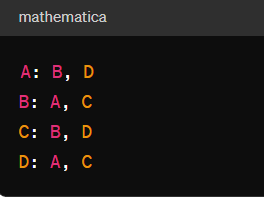 mathematica
A: B, D
B: A, C
C: B, D
D: A, C